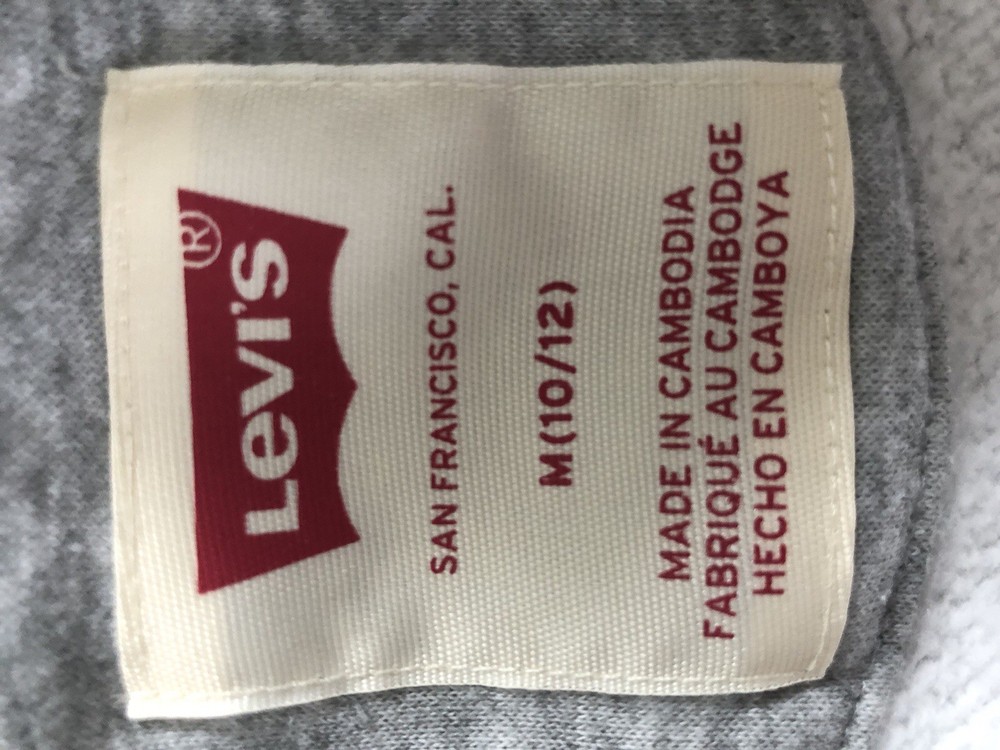 Levi's®
SAN FRANCISCO, CAL.
M(10/12)
MADE IN CAMBODIA
FABRIQUÉ AU CAMBODGE
HECHO EN CAMBOYA